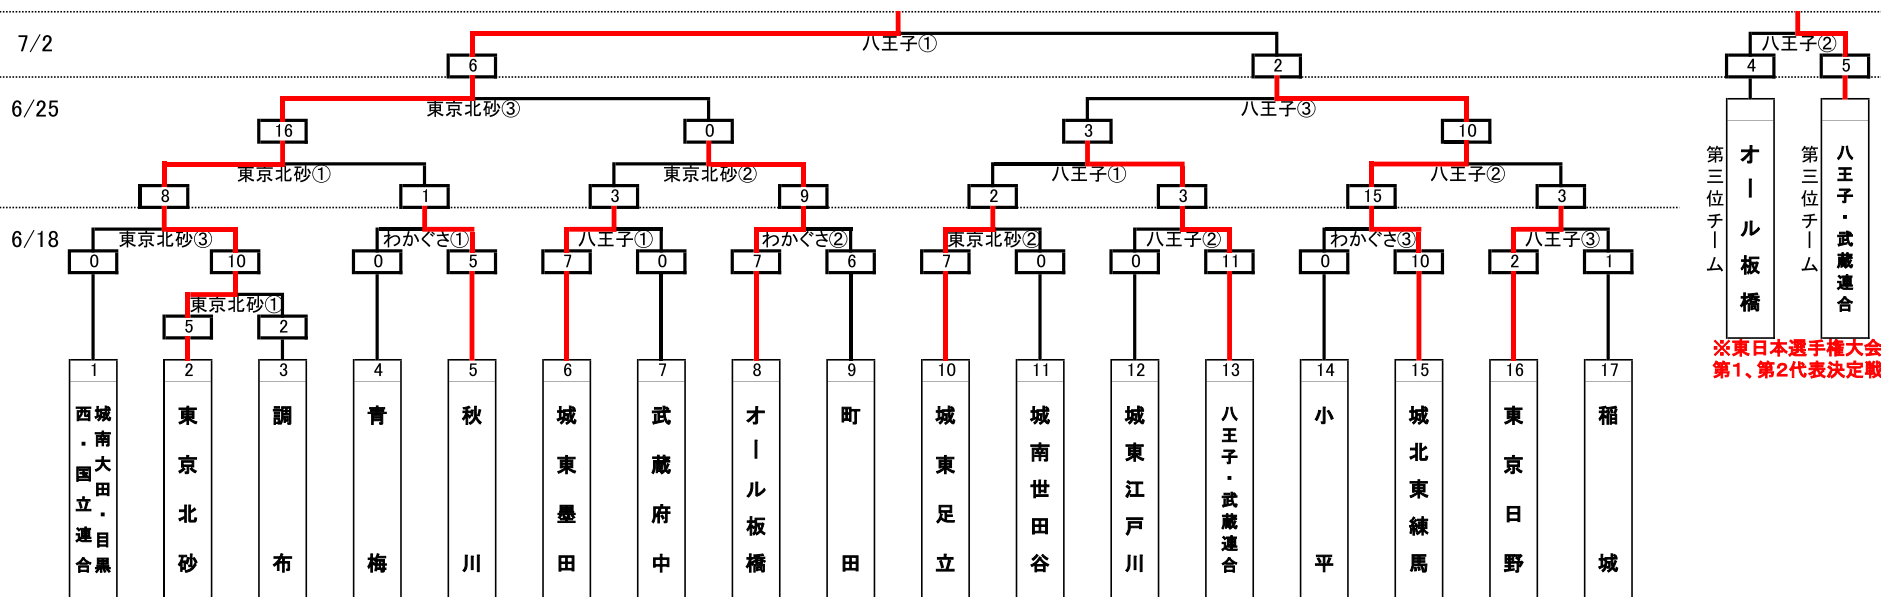 7/2
八王子①
八王子②
6
2
4
5
6/25
東京北砂③
八王子③
16
0
3
10
東京北砂①
東京北砂②
八王子①
八王子②
8
1
3
9
2
3
15
3
6/18
東京北砂③
わかぐさ①
八王子①
わかぐさ②
東京北砂②
八王子②
わかぐさ③
八王子③
0
10
0
5
7
0
7
6
7
0
0
11
0
10
2
1
東京北砂①
5
2
第三位チーム
オール板橋
第三位チーム
八王子・武蔵連合
※東日本選手権大会
第1、第2代表決定戦
1
城南大田・目黒
西・国立連合
2
東京北砂
3
調布
4
青梅
5
秋川
6
城東墨田
7
武蔵府中
8
オール板橋
9
町田
10
城東足立
11
城南世田谷
12
城東江戸川
13
八王子・武蔵連合
14
小平
15
城北東練馬
16
東京日野
17
稲城